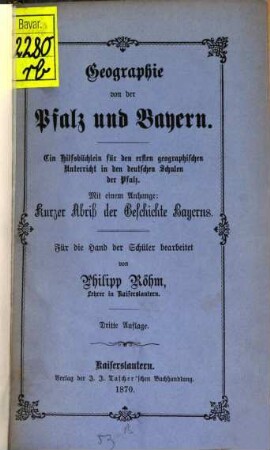 Bavar.
2280
rb
Geographie
von der
Pfalz und Bayern.
Ein Hilfsbüchlein für den ersten geographischen
Unterricht in den deutschen Schulen
der Pfalz.
Mit einem Anhange:
Kurzer Abriß der Geschichte Bayerns.
Für die Hand der Schüler bearbeitet
von
Philipp Röhm,
Lehrer in Kaiserslautern.
Dritte Auflage.
Kaiserslautern.
Verlag der J. J. Tascher'schen Buchhandlung.
1870.